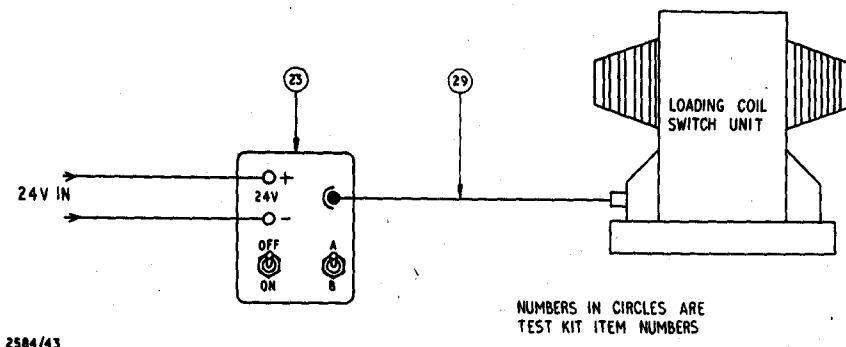 23
29
LOADING COIL
SWITCH UNIT
24V IN
+
24V
-
OFF
ON
A
B
NUMBERS IN CIRCLES ARE
TEST KIT ITEM NUMBERS
2584/43